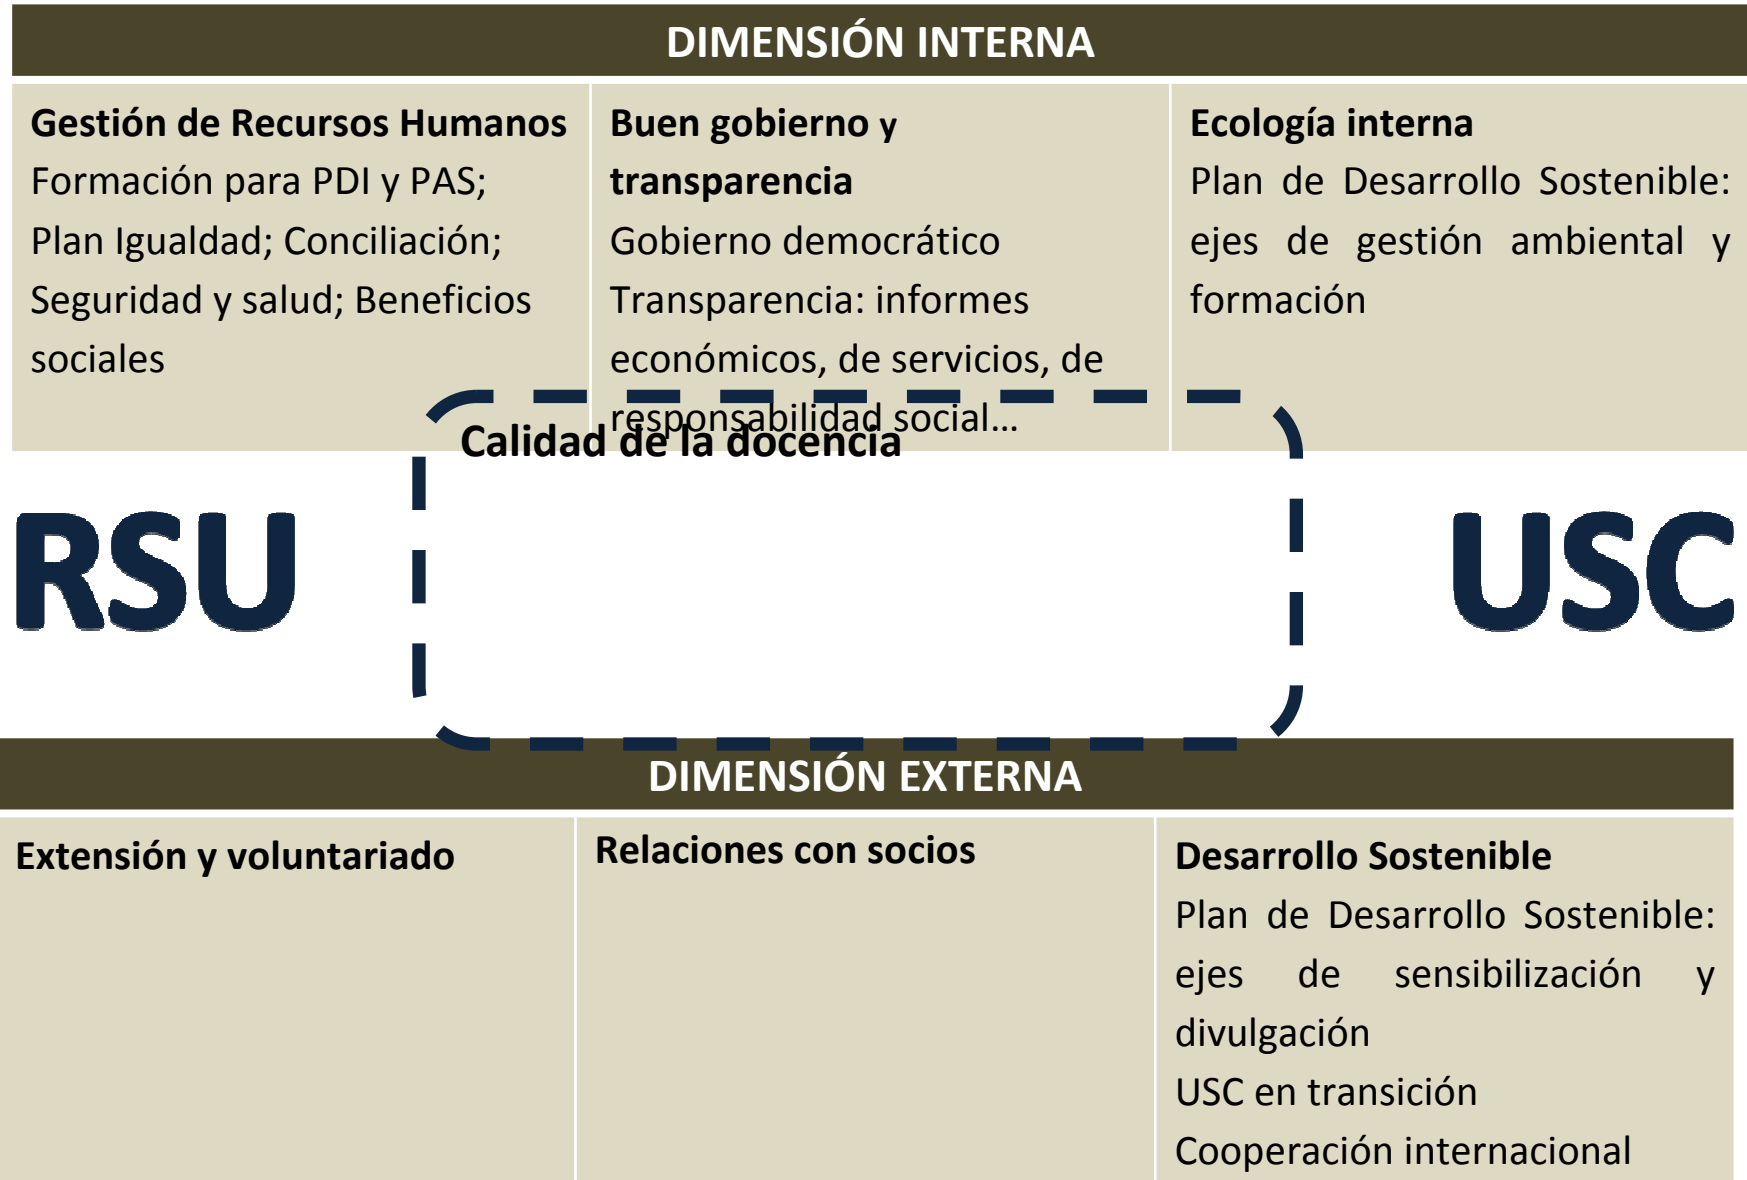 DIMENSIÓN INTERNA
Gestión de Recursos Humanos
Formación para PDI y PAS;
Plan Igualdad; Conciliación;
Seguridad y salud; Beneficios
sociales
Buen gobierno y
transparencia
Gobierno democrático
Transparencia: informes
económicos, de servicios, de
responsabilidad social…
Ecología interna
Plan de Desarrollo Sostenible:
ejes de gestión ambiental y
formación
Calidad de la docencia
RSU
USC
DIMENSIÓN EXTERNA
Extensión y voluntariado
Relaciones con socios
Desarrollo Sostenible
Plan de Desarrollo Sostenible:
ejes de sensibilización y
divulgación
USC en transición
Cooperación internacional